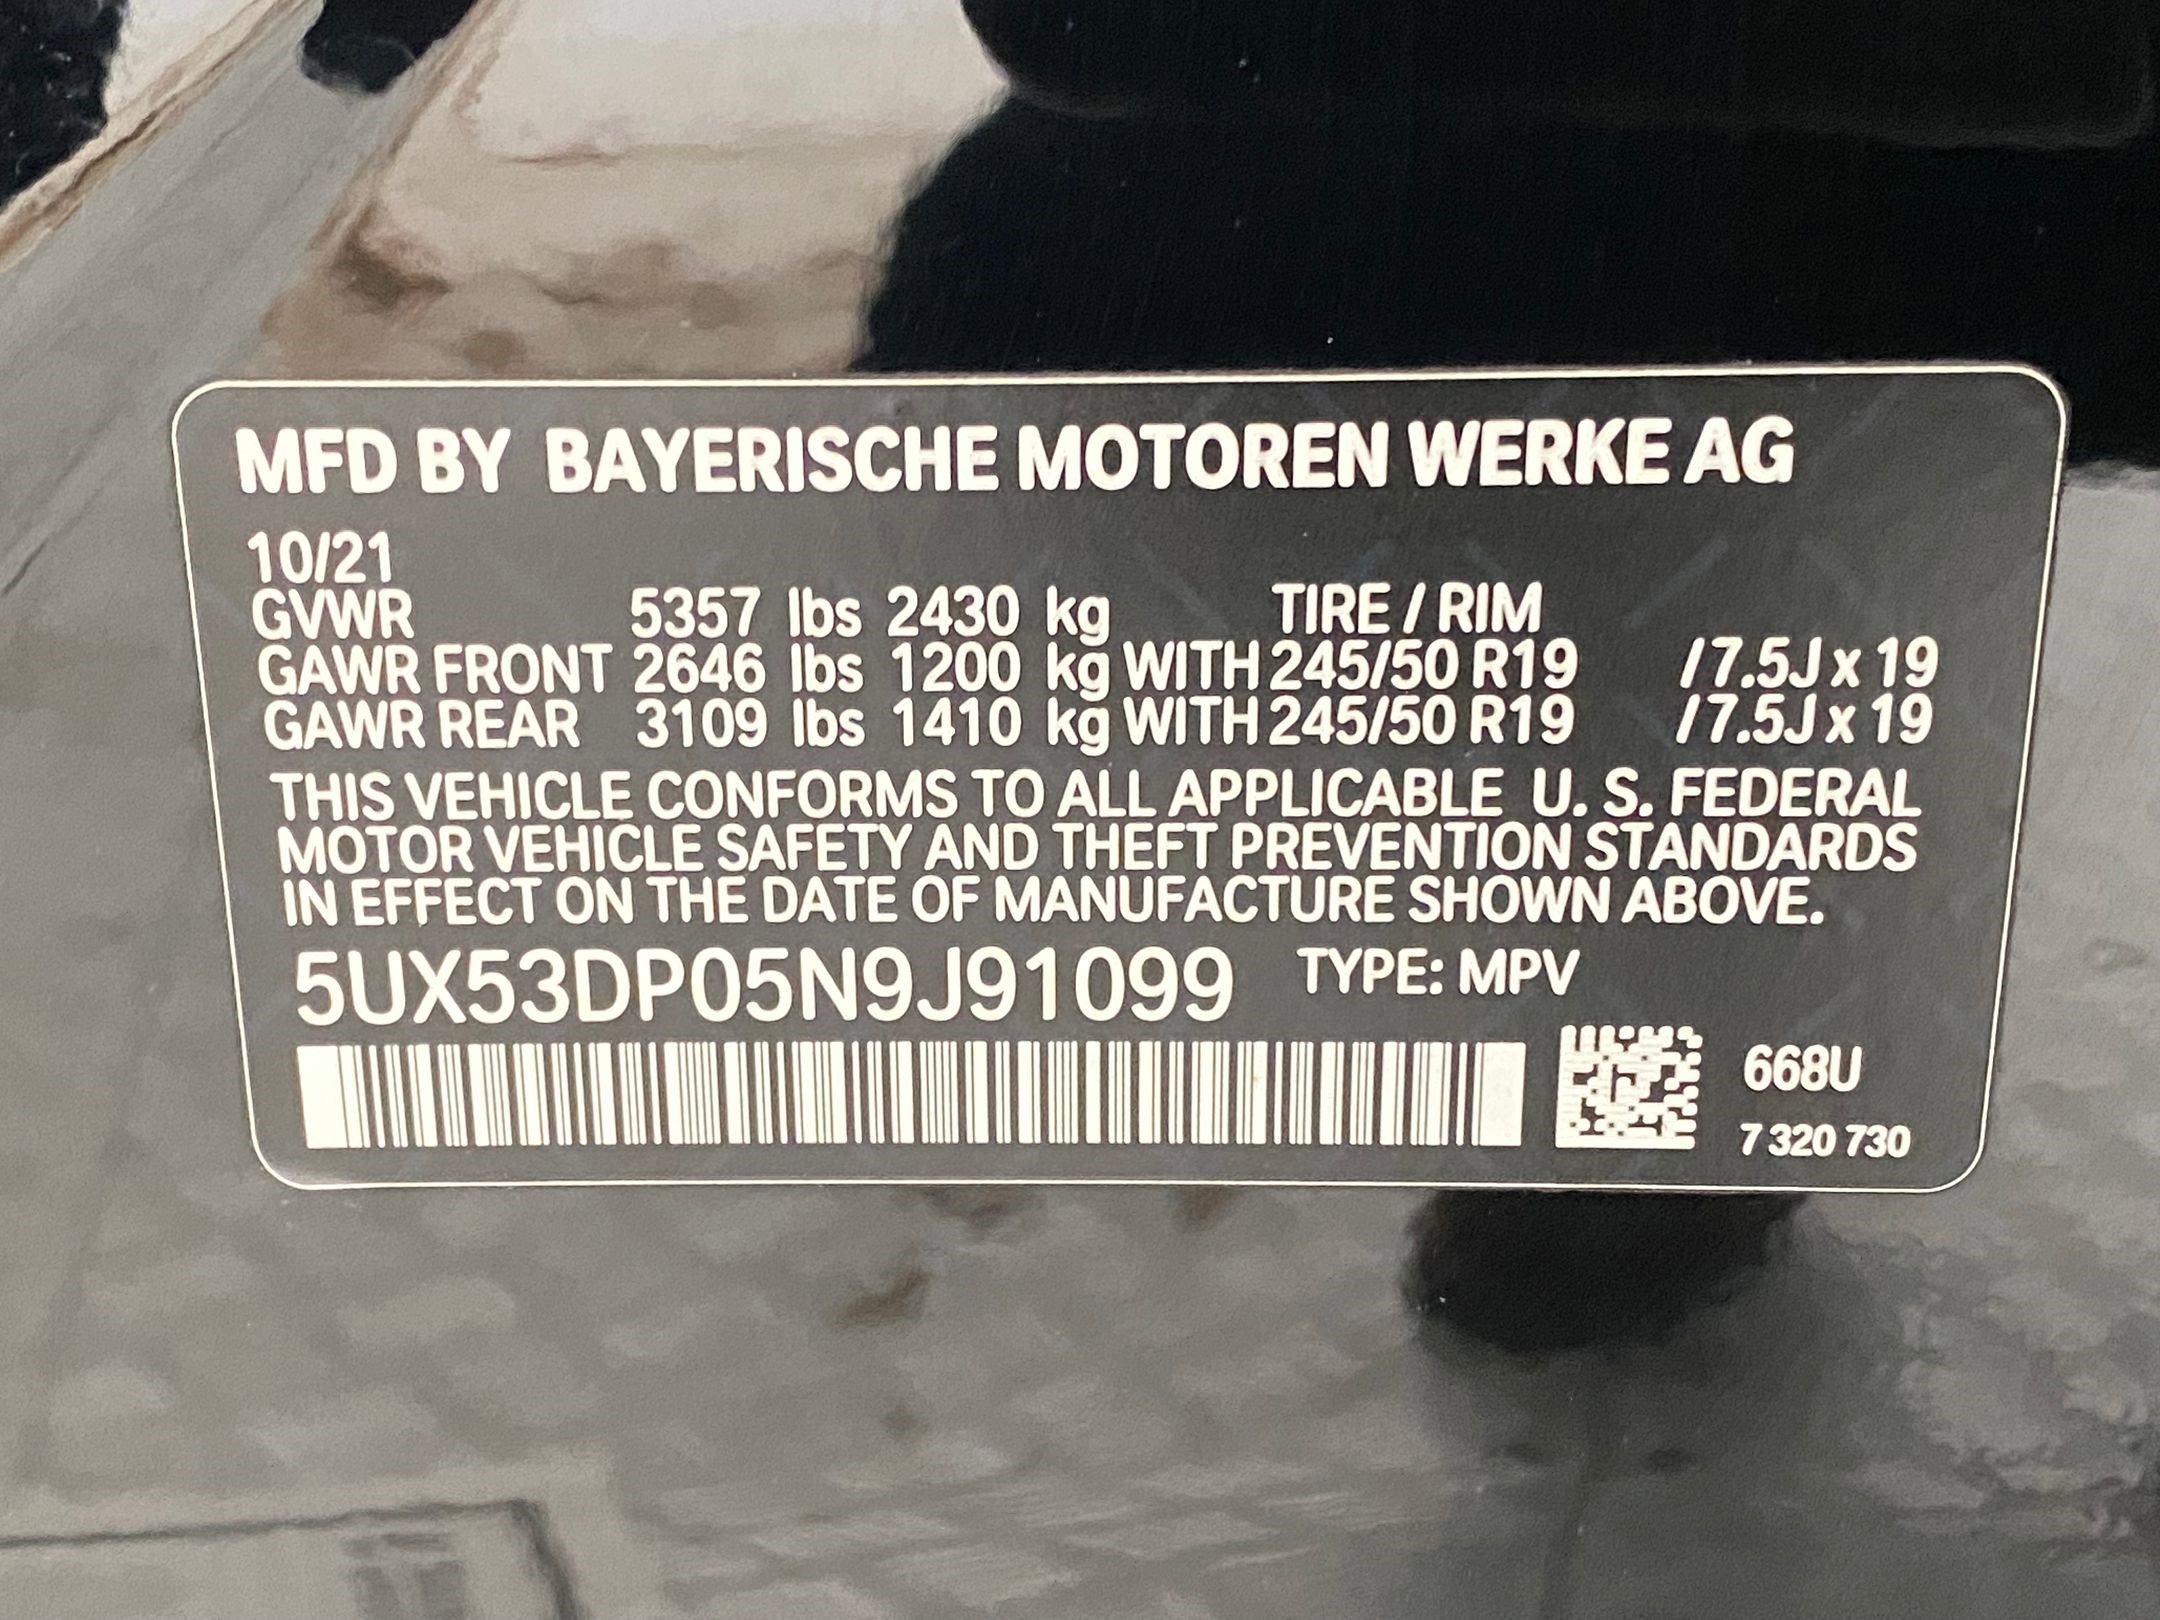 MFD BY BAYERISCHE MOTOREN WERKE AG
10/21
GVWR 5357 lbs 2430 kg TIRE / RIM
GAWR FRONT 2646 lbs 1200 kg WITH 245/50 R19 / 7.5J x 19
GAWR REAR 3109 lbs 1410 kg WITH 245/50 R19 / 7.5J x 19
THIS VEHICLE CONFORMS TO ALL APPLICABLE U. S. FEDERAL
MOTOR VEHICLE SAFETY AND THEFT PREVENTION STANDARDS
IN EFFECT ON THE DATE OF MANUFACTURE SHOWN ABOVE.
5UX53DP05N9J91099 TYPE: MPV
668U
7 320 730